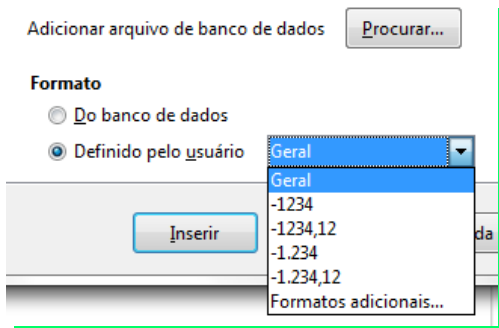 Adicionar arquivo de banco de dados Procurar...
Formato
Do banco de dados
Definido pelo usuário Geral
Geral
-1234
-1234,12
Inserir da
-1.234
-1.234,12
Formatos adicionais...